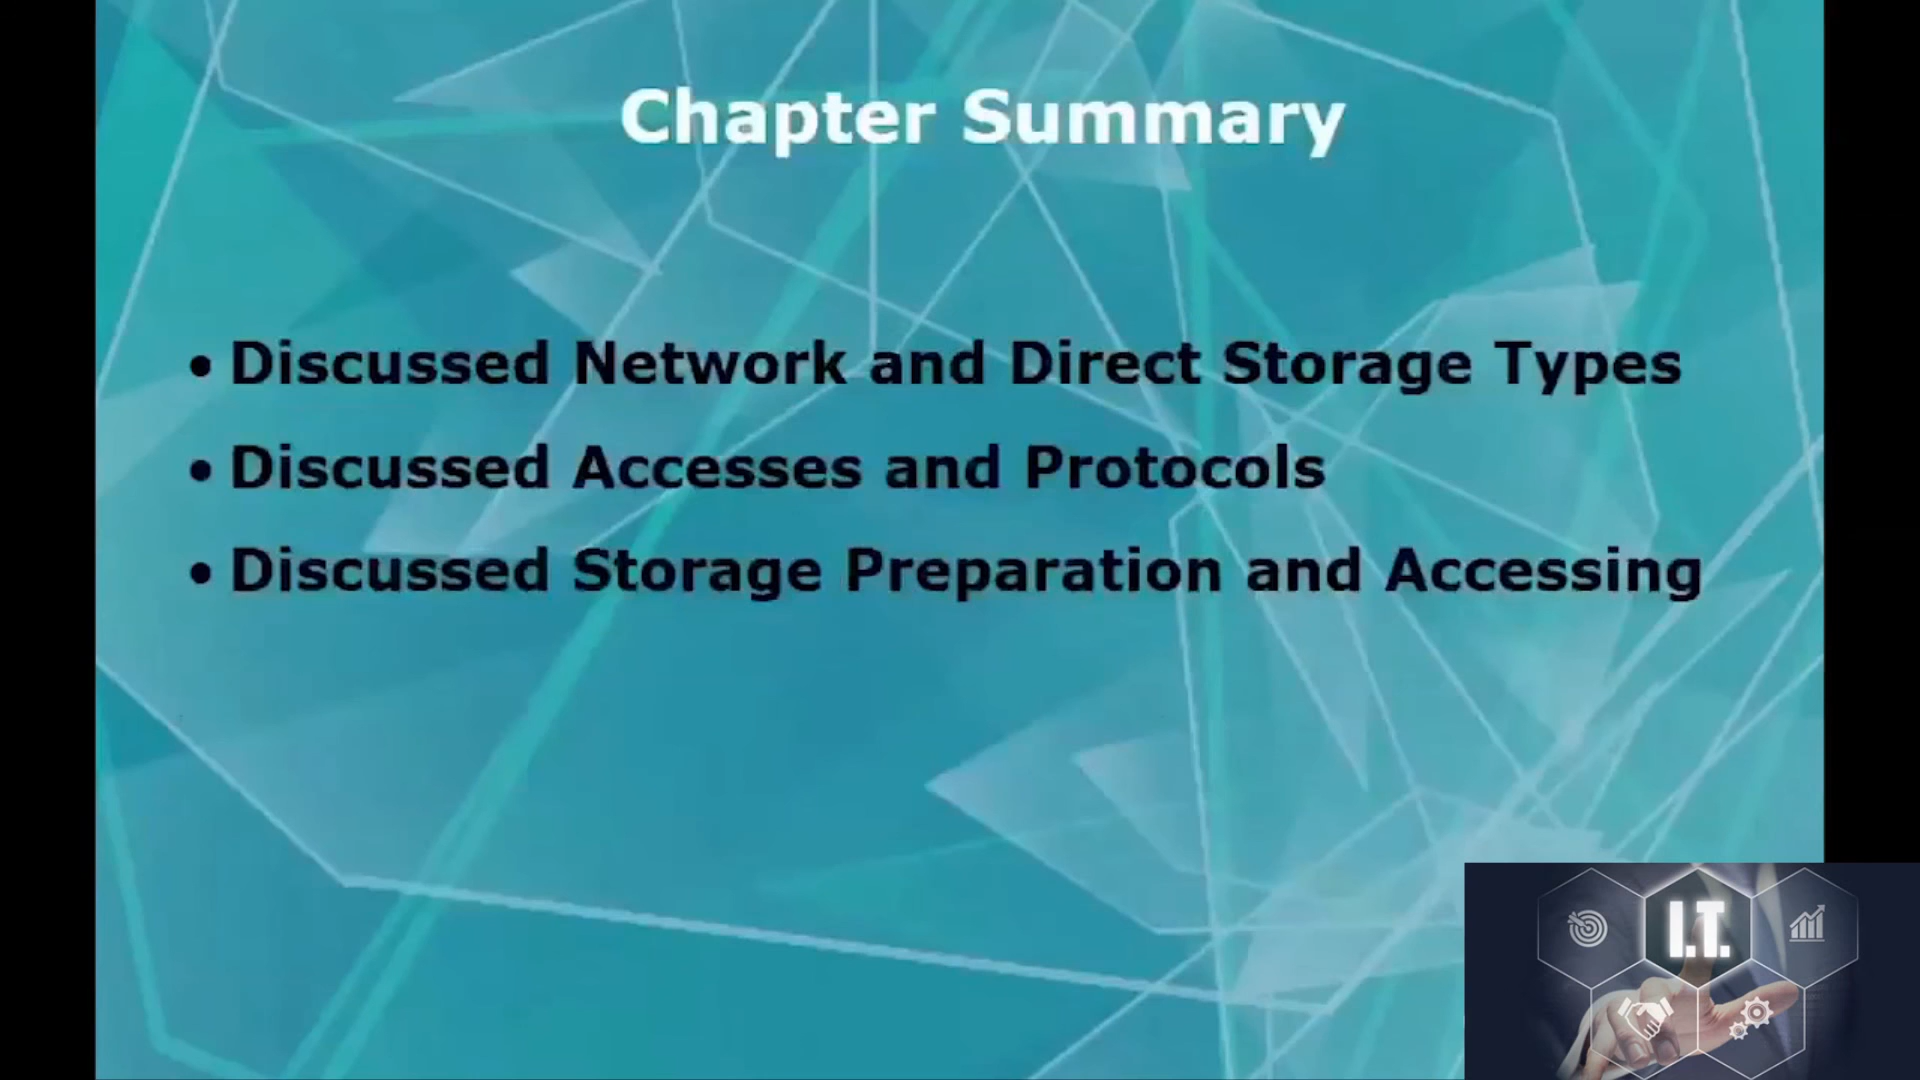 Chapter Summary
• Discussed Network and Direct Storage Types
• Discussed Accesses and Protocols
• Discussed Storage Preparation and Accessing
I.T.